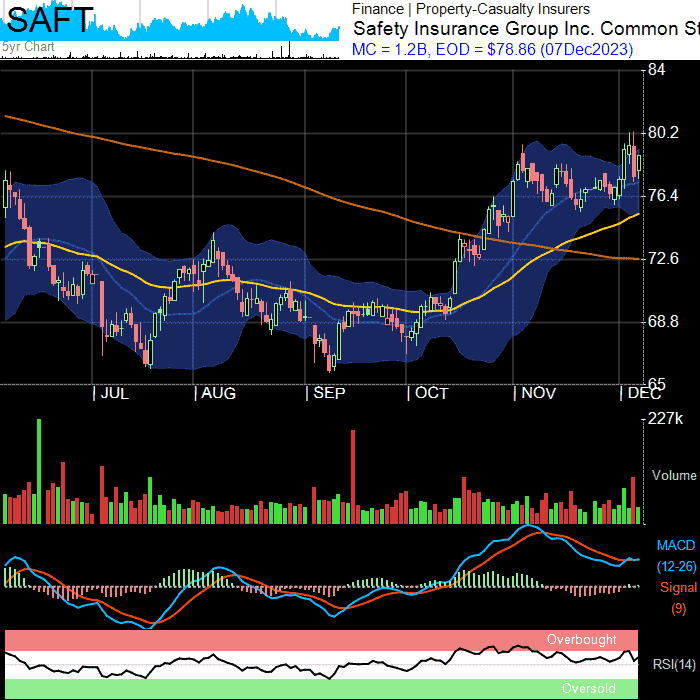 SAFT
5yr Chart
Finance | Property-Casualty Insurers
Safety Insurance Group Inc. Common St
MC = 1.2B, EOD = $78.86 (07Dec2023)
84
80.2
76.4
72.6
68.8
65
| JUL | AUG | SEP | OCT | NOV | DEC
227k
Volume
MACD
(12-26)
Signal
(9)
Overbought
RSI(14)
Oversold